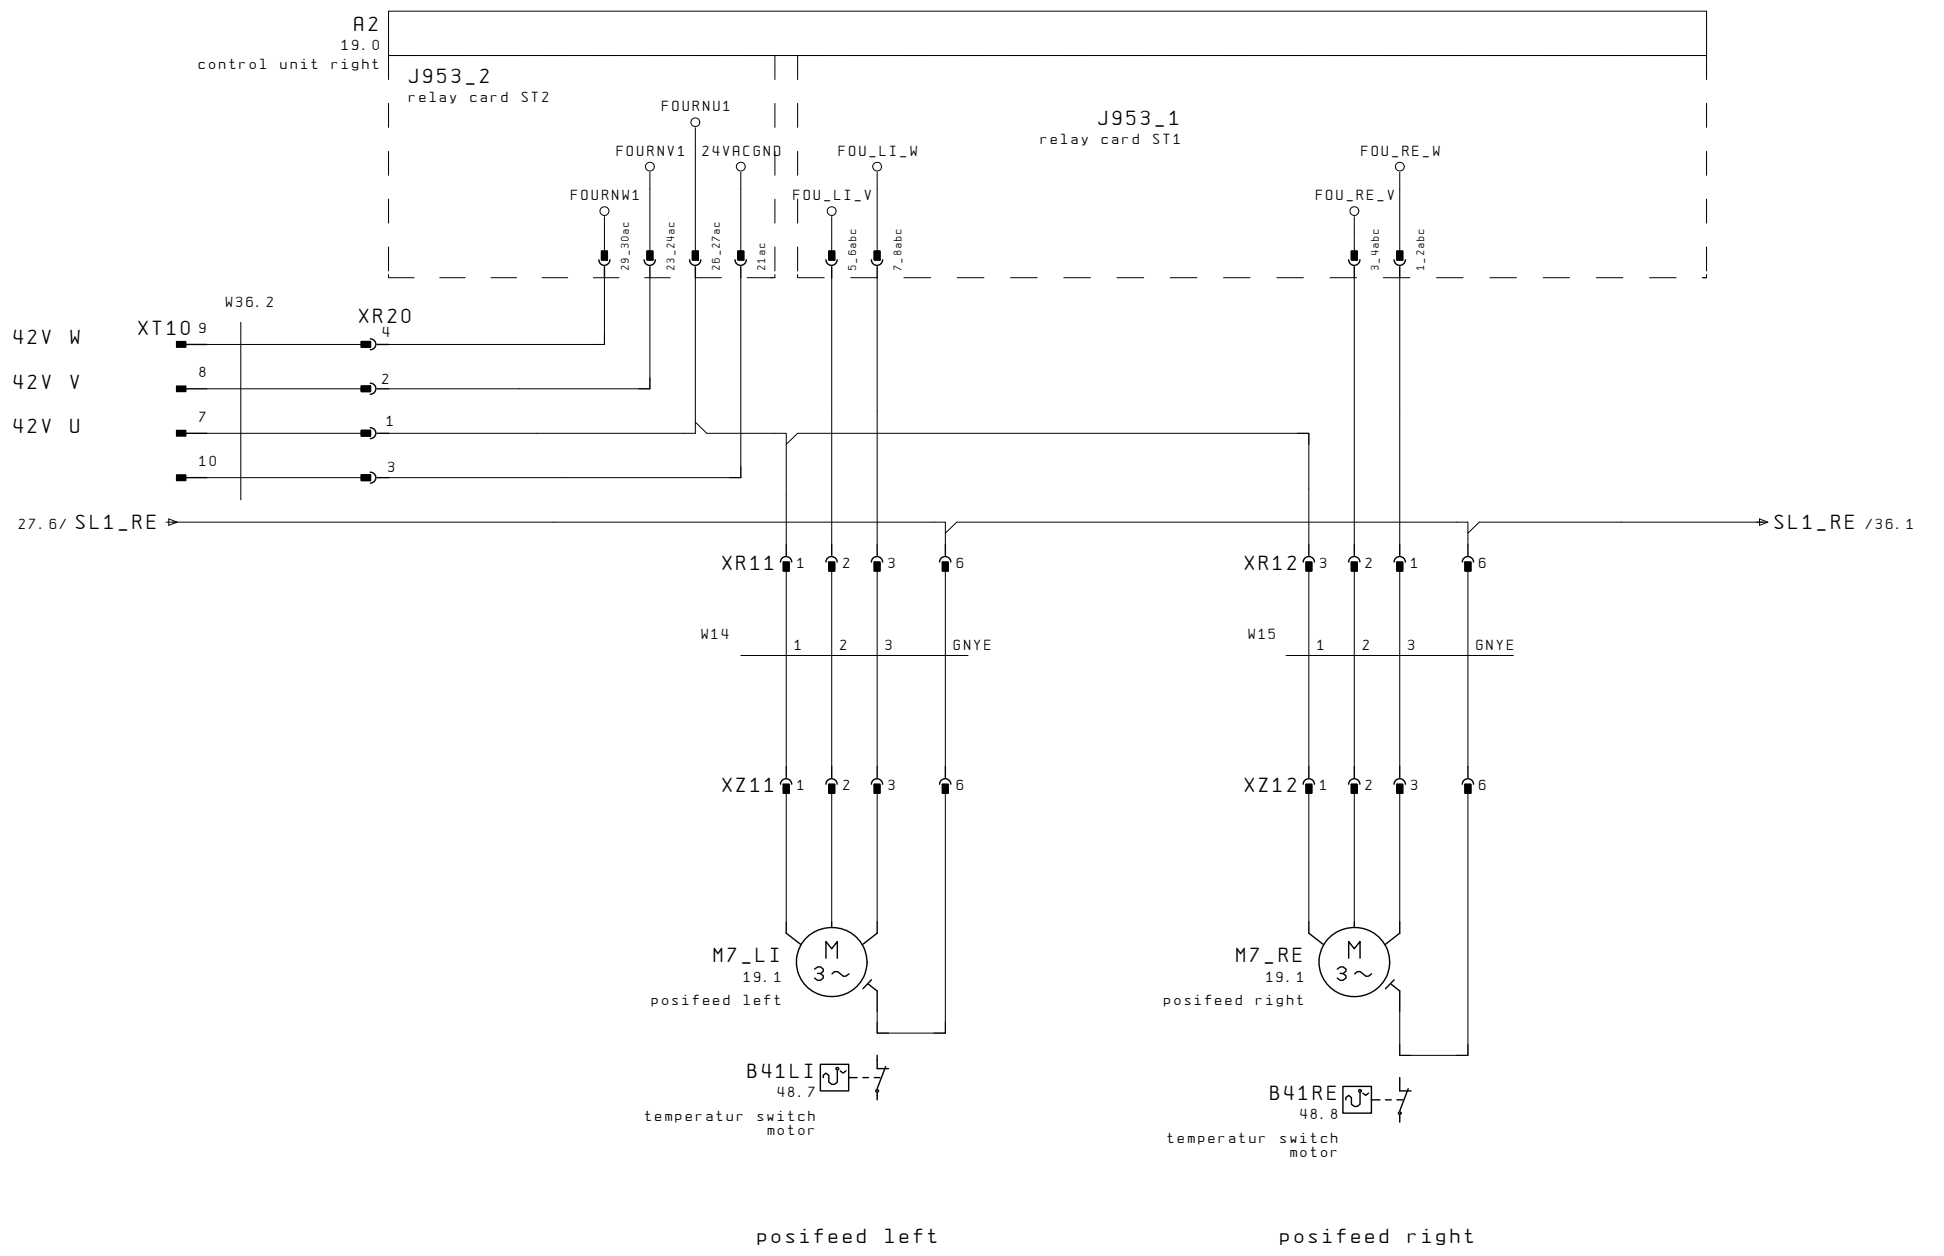 A2
19.0
control unit right
J953_2
relay card ST2
FOURNU1
J953_1
relay card ST1
FOURNV1
24VACGND
FOU_LI_W
FOU_RE_W
FOURNW1
FOU_LI_V
FOU_RE_V
29_30ac
23_24ac
26_27ac
21ac
5_6abc
7_8abc
3_4abc
1_2abc
W36.2
XT10
XR20
42V W
9
4
42V V
8
2
42V U
7
1
10
3
27.6/ SL1_RE
SL1_RE /36.1
XR11 1 2 3 6
XR12 3 2 1 6
W14 1 2 3 GNYE
W15 1 2 3 GNYE
XZ11 1 2 3 6
XZ12 1 2 3 6
M7_LI
19.1
posifeed left
M
3~
M7_RE
19.1
posifeed right
M
3~
B41LI
48.7
temperatur switch
motor
B41RE
48.8
temperatur switch
motor
posifeed left
posifeed right